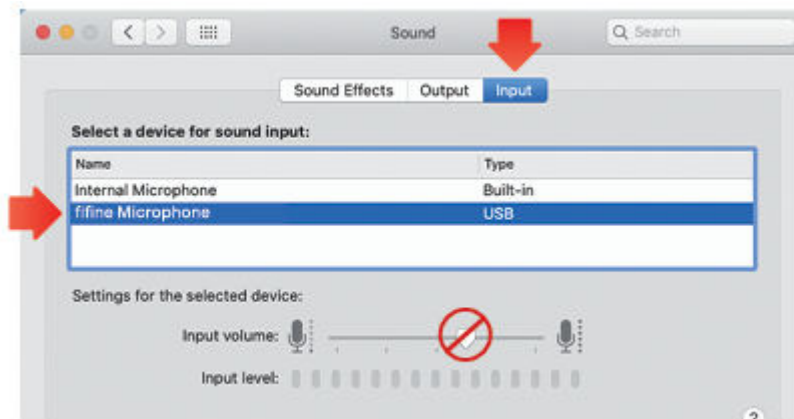 Sound
Search
Sound Effects Output Input
Select a device for sound input:
Name Type
Internal Microphone Built-in
fifine Microphone USB
Settings for the selected device:
Input volume:
Input level:
?